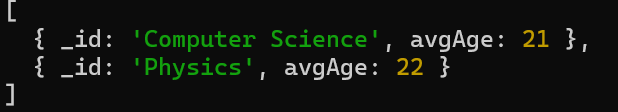 [
  { _id: 'Computer Science', avgAge: 21 },
  { _id: 'Physics', avgAge: 22 }
]